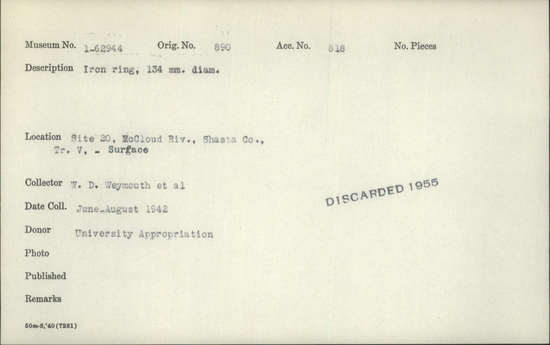 Museum No. 1-62944 Orig. No. 890 Acc. No. 818 No. Pieces
Description Iron ring, 134 mm. diam.
Location Site 20, McCloud Riv., Shasta Co.,
Tr. V, - Surface
Collector W. D. Weymouth et al
DISCARDED 1955
Date Coll. June-August 1942
Donor University Appropriation
Photo
Published
Remarks
50m-8,'40 (7381)